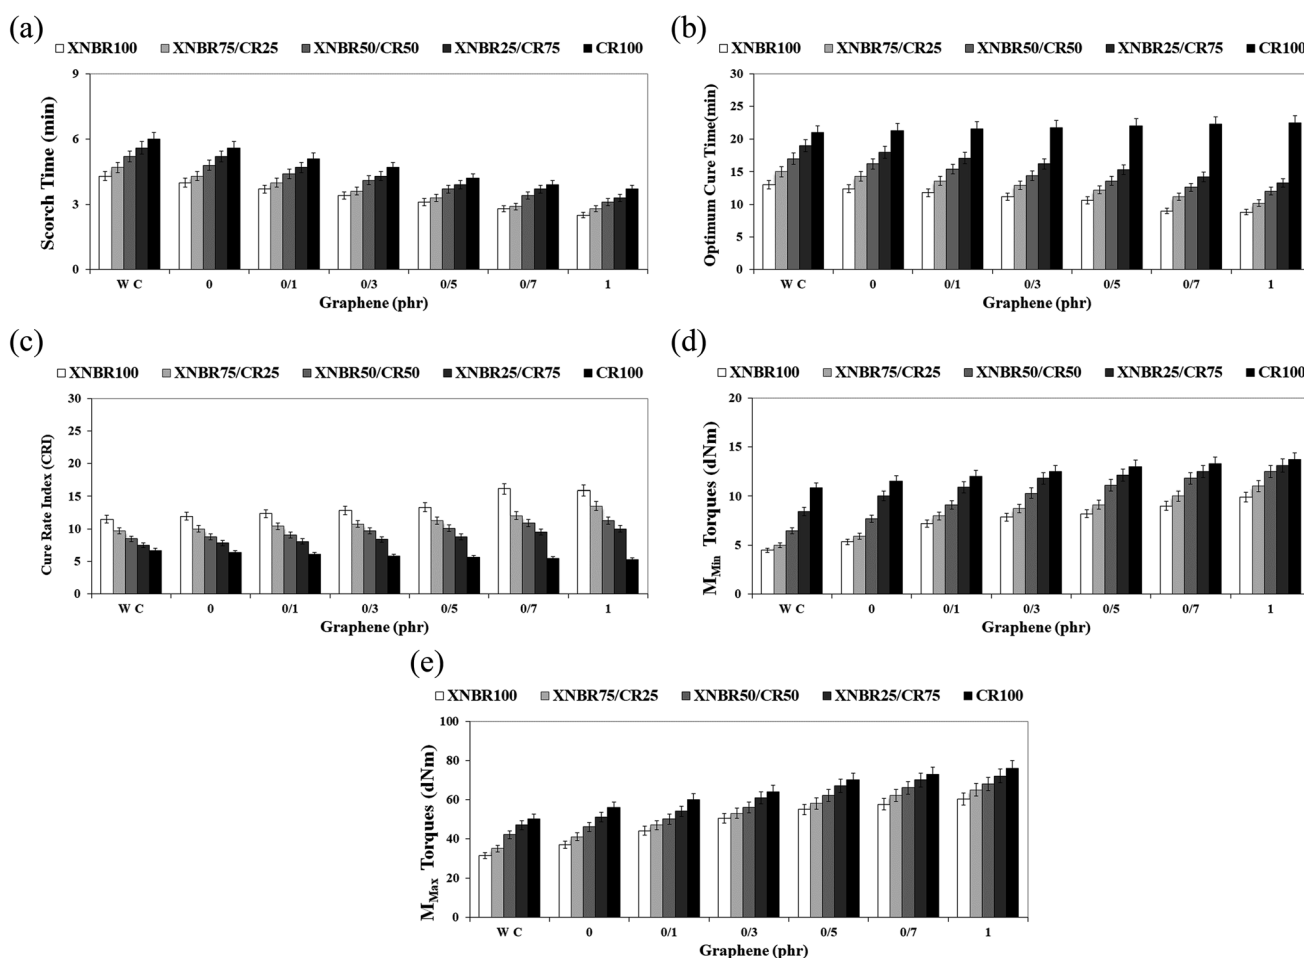 (a)
XNBR100 XNBR75/CR25 XNBR50/CR50 XNBR25/CR75 CR100
Scorch Time (min)
9
6
3
0
W C 0 0/1 0/3 0/5 0/7 1
Graphene (phr)
(b)
XNBR100 XNBR75/CR25 XNBR50/CR50 XNBR25/CR75 CR100
Optimum Cure Time(min)
30
25
20
15
10
5
0
W C 0 0/1 0/3 0/5 0/7 1
Graphene (phr)
(c)
XNBR100 XNBR75/CR25 XNBR50/CR50 XNBR25/CR75 CR100
Cure Rate Index (CRI)
30
25
20
15
10
5
0
W C 0 0/1 0/3 0/5 0/7 1
Graphene (phr)
(d)
XNBR100 XNBR75/CR25 XNBR50/CR50 XNBR25/CR75 CR100
MMin Torques (dNm)
20
15
10
5
0
W C 0 0/1 0/3 0/5 0/7 1
Graphene (phr)
(e)
XNBR100 XNBR75/CR25 XNBR50/CR50 XNBR25/CR75 CR100
MMax Torques (dNm)
100
80
60
40
20
0
W C 0 0/1 0/3 0/5 0/7 1
Graphene (phr)